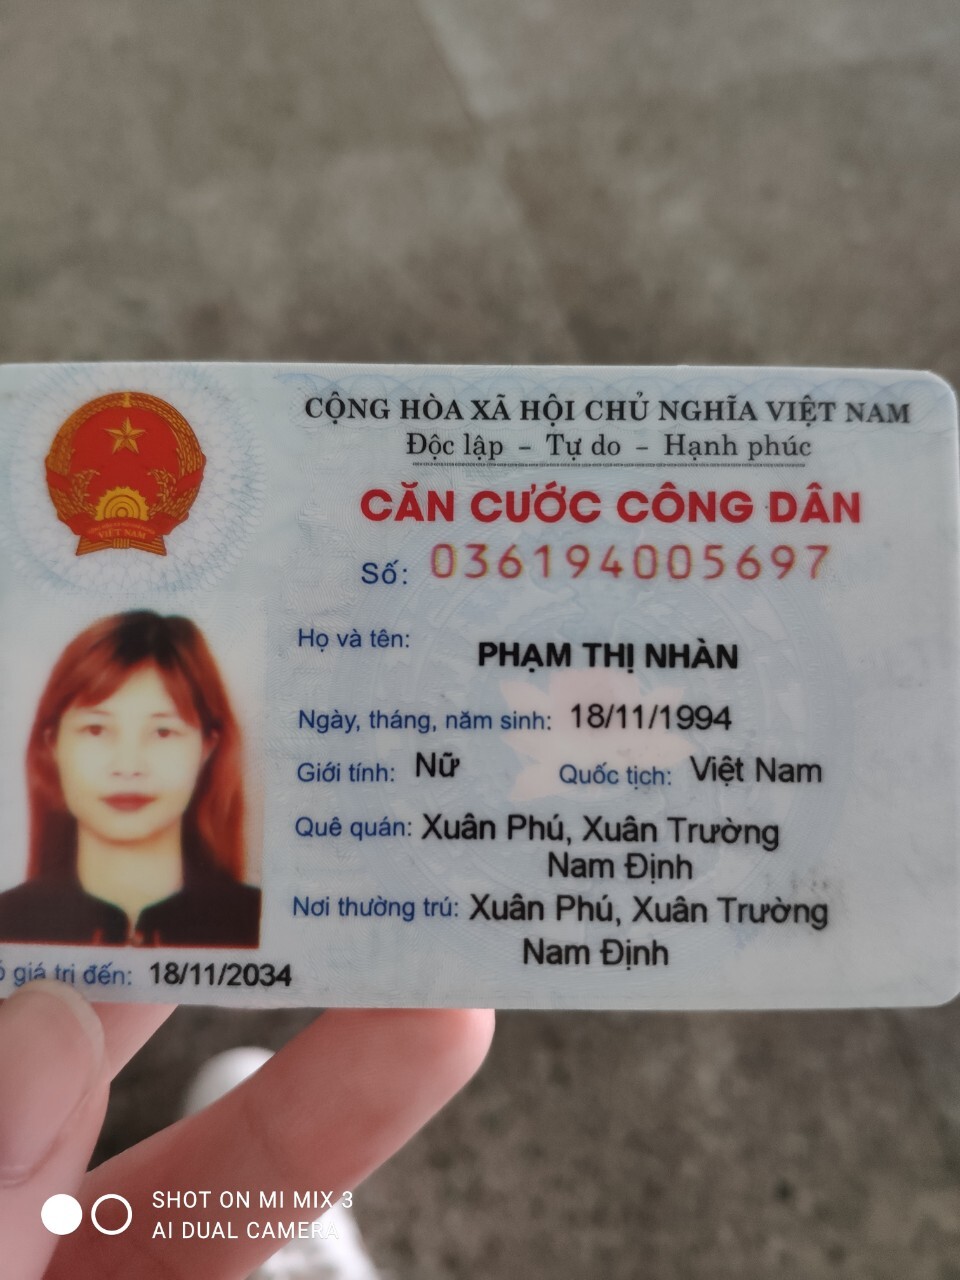 CỘNG HÒA XÃ HỘI CHỦ NGHĨA VIỆT NAM
Độc lập - Tự do - Hạnh phúc
CĂN CƯỚC CÔNG DÂN
Số: 036194005697
Họ và tên: PHẠM THỊ NHÀN
Ngày, tháng, năm sinh: 18/11/1994
Giới tính: Nữ Quốc tịch: Việt Nam
Quê quán: Xuân Phú, Xuân Trường
Nam Định
Nơi thường trú: Xuân Phú, Xuân Trường
Nam Định
giá trị đến: 18/11/2034
VIỆT NAM
SHOT ON MI MIX 3
AI DUAL CAMERA